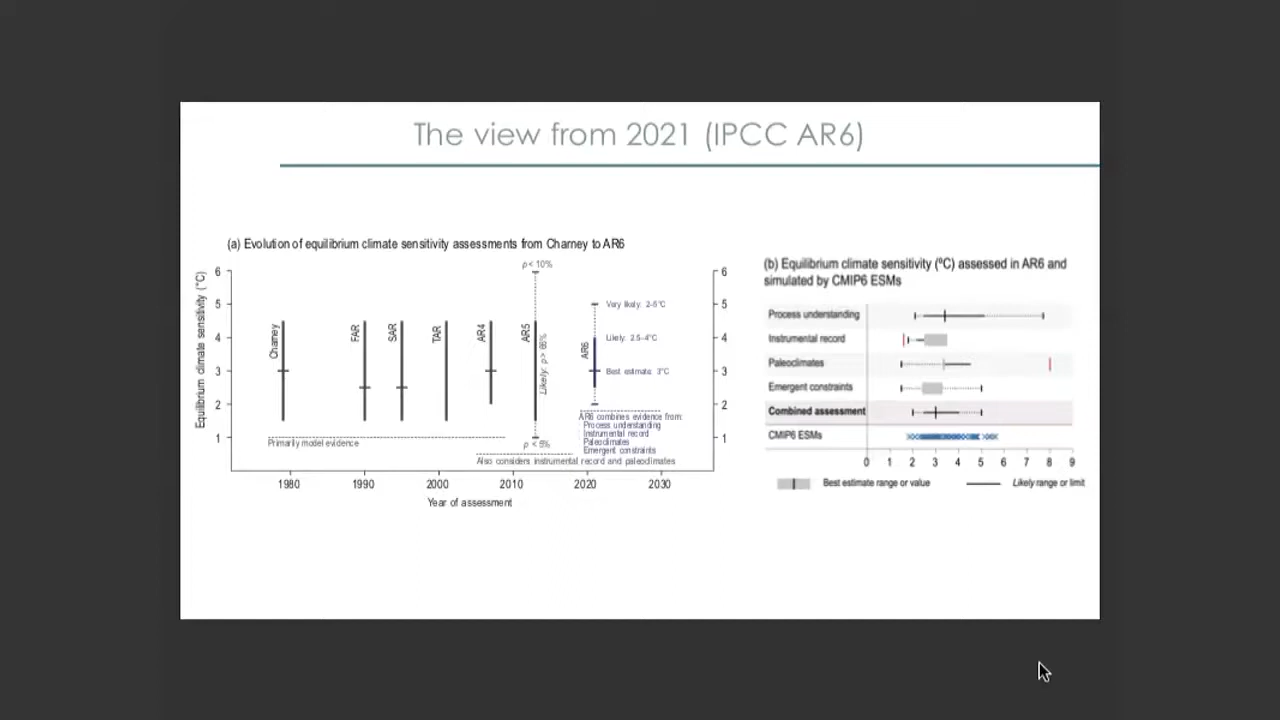 The view from 2021 (IPCC AR6)
(a) Evolution of equilibrium climate sensitivity assessments from Charney to AR6
Equilibrium climate sensitivity (°C)
6
5
4
3
2
1
Charney
FAR
SAR
TAR
AR4
AR5
p < 10%
Likely: p > 66%
p < 5%
AR6
Very likely: 2–5°C
Likely: 2.5–4°C
Best estimate: 3°C
AR6 combines evidence from:
Process understanding
Instrumental record
Paleoclimates
Emergent constraints
Primarily model evidence
Also considers instrumental record and paleoclimates
6
5
4
3
2
1
1980 1990 2000 2010 2020 2030
Year of assessment
(b) Equilibrium climate sensitivity (°C) assessed in AR6 and
simulated by CMIP6 ESMs
Process understanding
Instrumental record
Paleoclimates
Emergent constraints
Combined assessment
CMIP6 ESMs
0 1 2 3 4 5 6 7 8 9
Best estimate range or value
Likely range or limit